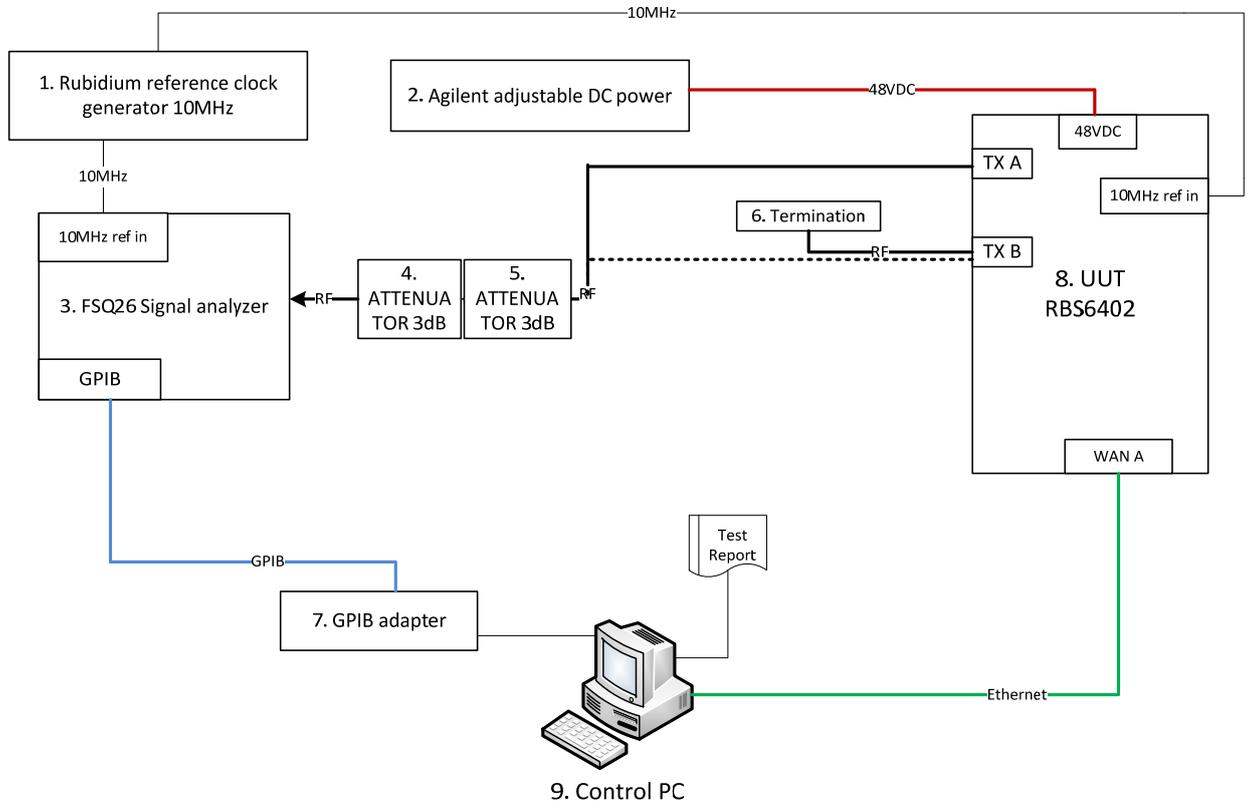 10MHz
1. Rubidium reference clock
generator 10MHz
2. Agilent adjustable DC power
48VDC
48VDC
TX A
10MHz ref in
10MHz
6. Termination
RF
TX B
10MHz ref in
8. UUT
RBS6402
3. FSQ26 Signal analyzer
RF
4.
ATTENUA
TOR 3dB
5.
ATTENUA
TOR 3dB
RF
GPIB
WAN A
Test
Report
GPIB
7. GPIB adapter
Ethernet
9. Control PC